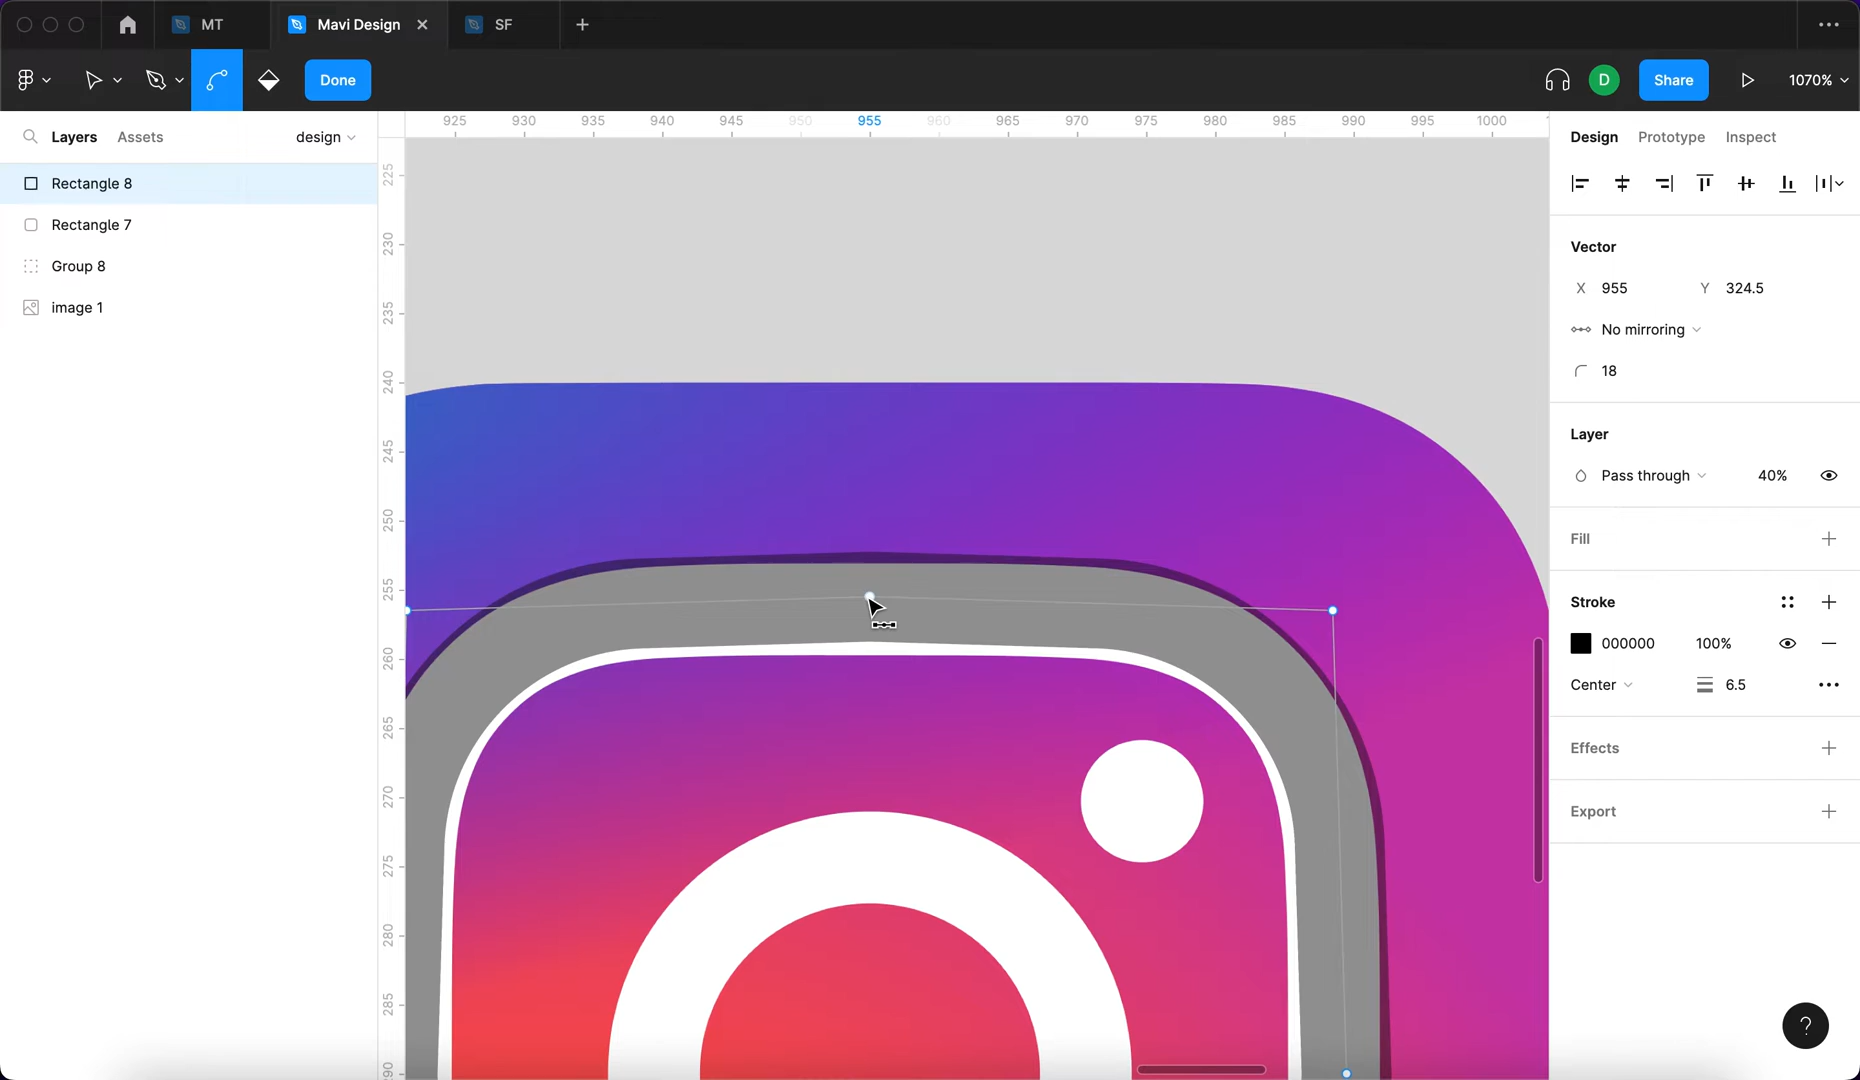 MT
Mavi Design
SF
Done
D
Share
1070%
Layers
Assets
design
Rectangle 8
Rectangle 7
Group 8
image 1
925
930
935
940
945
950
955
960
965
970
975
980
985
990
995
1000
225
230
235
240
245
250
255
260
265
270
275
280
285
290
Design
Prototype
Inspect
Vector
X 955 Y 324.5
No mirroring
18
Layer
Pass through 40%
Fill
Stroke
000000 100%
Center 6.5
Effects
Export
?